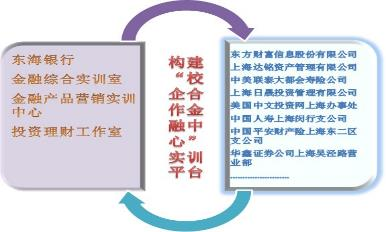 东海银行
金融综合实训室
金融产品营销实训
中心
投资理财工作室
构建
“校
企合
作金
融中
心”
实训
平台
东方财富信息股份有限公司
上海达铭资产管理有限公司
中美联泰大都会寿险公司
上海日晟投资管理有限公司
美国中文投资网上海办事处
中国人寿上海闵行支公司
中国平安财产险上海东二区
支公司
华鑫证券公司上海吴泾路营
业部
........................